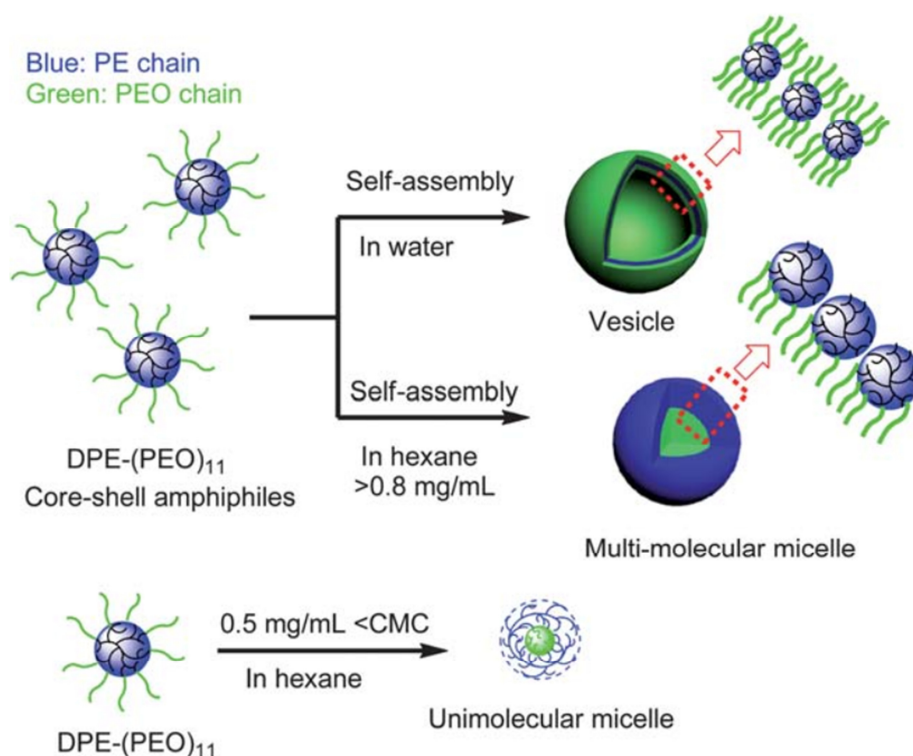 Blue: PE chain
Green: PEO chain
Self-assembly
In water
Vesicle
DPE-(PEO)₁₁
Core-shell amphiphiles
Self-assembly
In hexane
>0.8 mg/mL
Multi-molecular micelle
DPE-(PEO)₁₁
0.5 mg/mL <CMC
In hexane
Unimolecular micelle